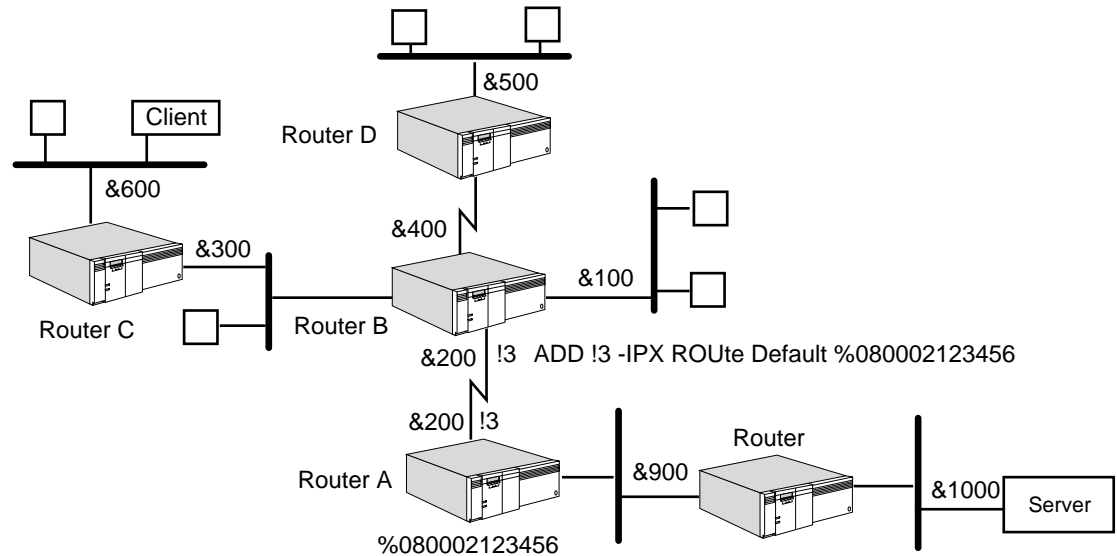 &500
Client
Router D
&600
&400
&300
&100
Router C
Router B
&200
!3
ADD !3 -IPX ROUte Default %080002123456
&200
!3
Router
Router A
&900
&1000
Server
%080002123456